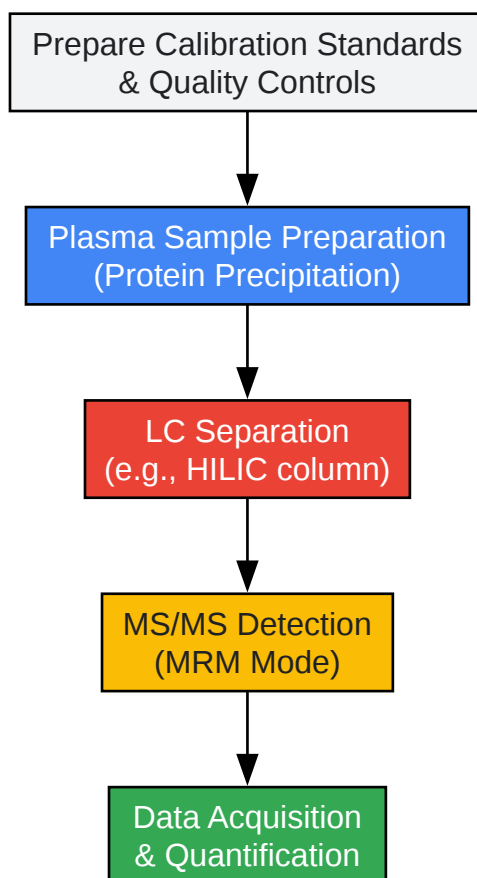 Prepare Calibration Standards
& Quality Controls
Plasma Sample Preparation
(Protein Precipitation)
LC Separation
(e.g., HILIC column)
MS/MS Detection
(MRM Mode)
Data Acquisition
& Quantification